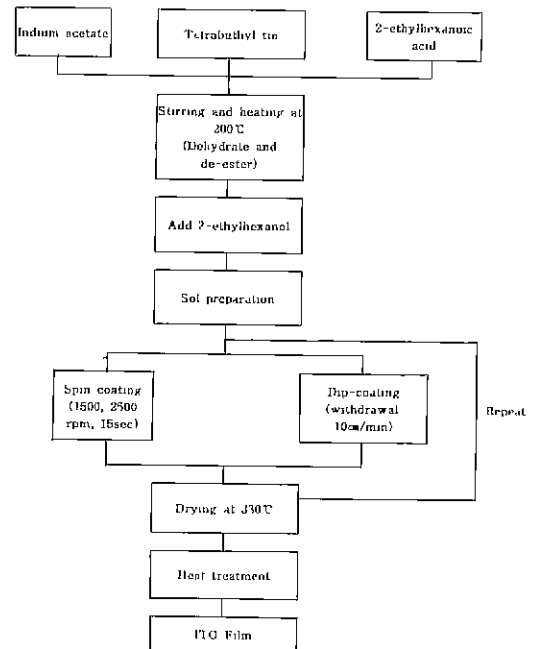 Indium acetate
Tetrabuthyl tin
2-ethylhexanoic
acid
Stirring and heating at
200℃
(Dehydrate and
de-ester)
Add 2-ethylhexanol
Sol preparation
Spin coating
(1500, 2500
rpm, 15sec)
Dip-coating
(withdrawal
10㎝/min)
Repeat
Drying at 330℃
Heat treatment
ITO Film